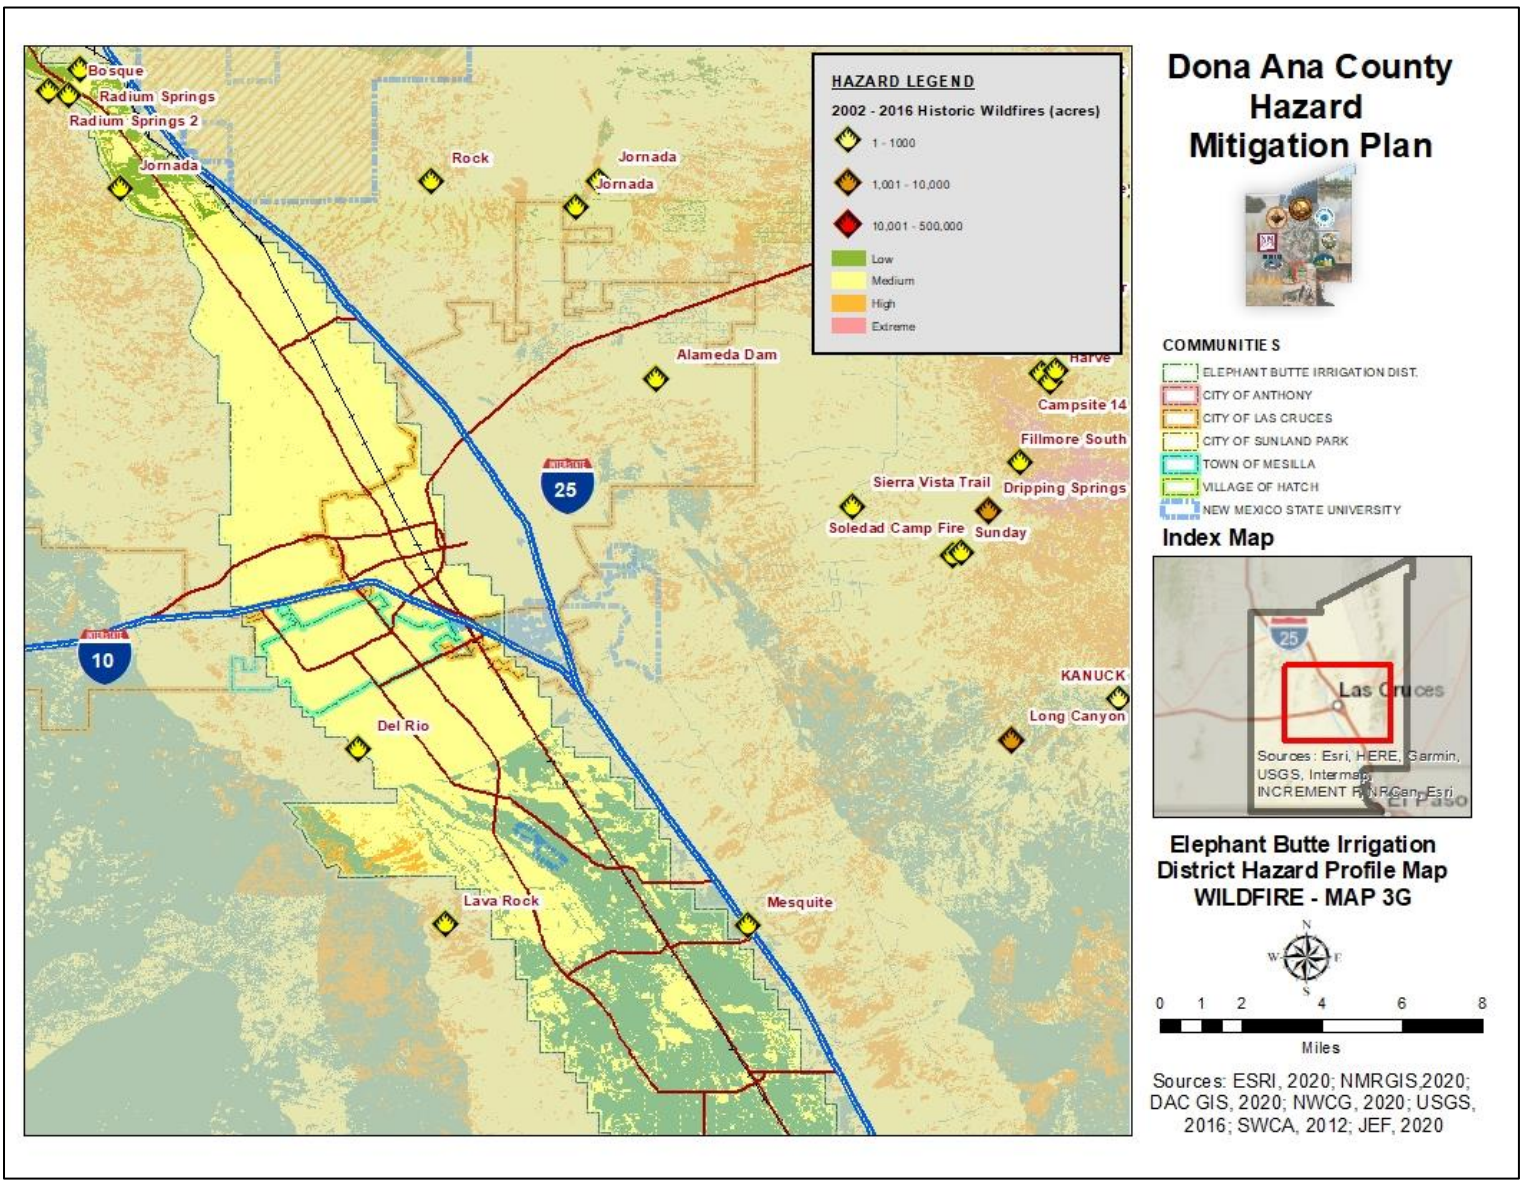 Dona Ana County
Hazard
Mitigation Plan
HAZARD LEGEND
2002 - 2016 Historic Wildfires (acres)
1 - 1000
1,001 - 10,000
10,001 - 500,000
Low
Medium
High
Extreme
Bosque
Radium Springs
Radium Springs 2
Jornada
Rock
Jornada
Jornada
Alameda Dam
Harve
Campsite 14
Fillmore South
Sierra Vista Trail
Dripping Springs
Soledad Camp Fire
Sunday
INTERSTATE
25
INTERSTATE
10
KANUCK
Long Canyon
Del Rio
Lava Rock
Mesquite
COMMUNITIES
ELEPHANT BUTTE IRRIGATION DIST.
CITY OF ANTHONY
CITY OF LAS CRUCES
CITY OF SUNLAND PARK
TOWN OF MESILLA
VILLAGE OF HATCH
NEW MEXICO STATE UNIVERSITY
Index Map
25
Las Cruces
Sources: Esri, HERE, Garmin,
USGS, Intermap,
INCREMENT P, NRCan, Esri
El Paso
Elephant Butte Irrigation
District Hazard Profile Map
WILDFIRE - MAP 3G
N
W E
S
0 1 2 4 6 8
Miles
Sources: ESRI, 2020; NMRGIS,2020;
DAC GIS, 2020; NWCG, 2020; USGS,
2016; SWCA, 2012; JEF, 2020